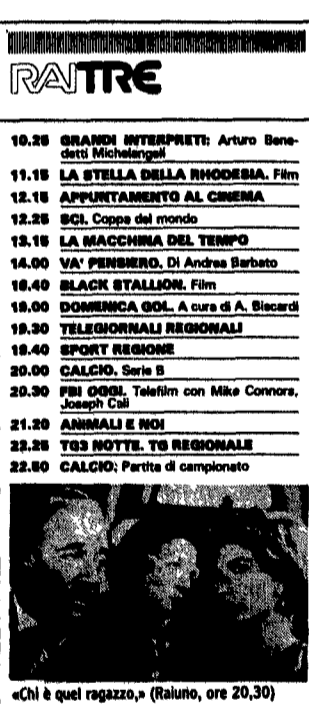 RAITRE
10.25 GRANDI INTERPRETI: Arturo Bene-
detti Michelangeli
11.15 LA STELLA DELLA RHODESIA. Film
12.15 APPUNTAMENTO AL CINEMA
12.25 SCI. Coppa del mondo
13.15 LA MACCHINA DEL TEMPO
14.00 VA' PENSIERO. Di Andrea Barbato
16.40 BLACK STALLION. Film
18.00 DOMENICA GOL. A cura di A. Biscardi
19.30 TELEGIORNALI REGIONALI
19.40 SPORT REGIONE
20.00 CALCIO. Serie B
20.30 FBI OGGI. Telefilm con Mike Connors,
Joseph Cali
21.20 ANIMALI E NOI
22.25 TG3 NOTTE. TG REGIONALE
22.50 CALCIO: Partita di campionato
«Chi è quel ragazzo,» (Raiuno, ore 20,30)